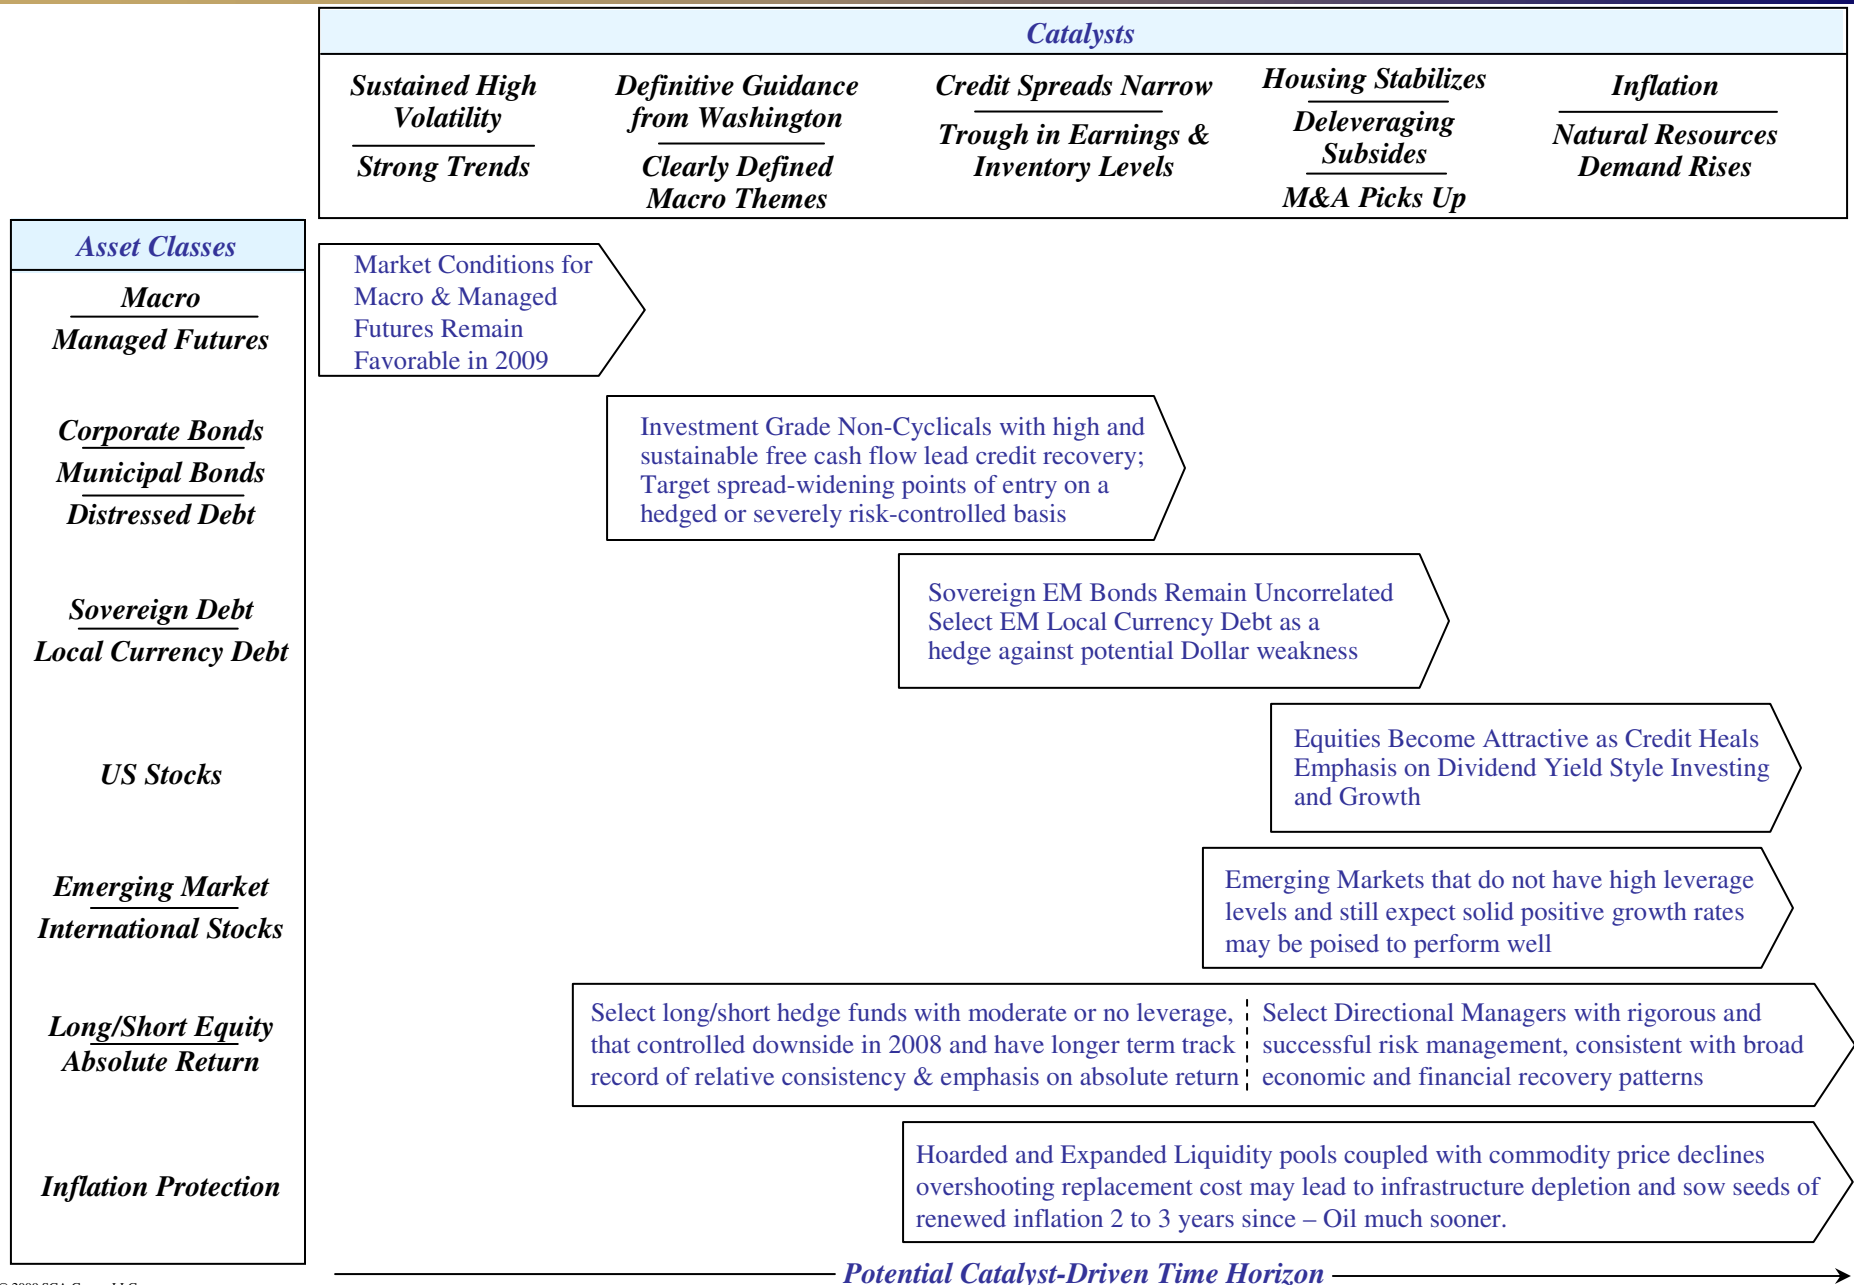 Catalysts
Sustained High
Volatility
Strong Trends
Definitive Guidance
from Washington
Clearly Defined
Macro Themes
Credit Spreads Narrow
Trough in Earnings &
Inventory Levels
Housing Stabilizes
Deleveraging
Subsides
M&A Picks Up
Inflation
Natural Resources
Demand Rises
Asset Classes
Macro
Managed Futures
Market Conditions for
Macro & Managed
Futures Remain
Favorable in 2009
Corporate Bonds
Municipal Bonds
Distressed Debt
Investment Grade Non-Cyclicals with high and
sustainable free cash flow lead credit recovery;
Target spread-widening points of entry on a
hedged or severely risk-controlled basis
Sovereign Debt
Local Currency Debt
Sovereign EM Bonds Remain Uncorrelated
Select EM Local Currency Debt as a
hedge against potential Dollar weakness
US Stocks
Equities Become Attractive as Credit Heals
Emphasis on Dividend Yield Style Investing
and Growth
Emerging Market
International Stocks
Emerging Markets that do not have high leverage
levels and still expect solid positive growth rates
may be poised to perform well
Long/Short Equity
Absolute Return
Select long/short hedge funds with moderate or no leverage,
that controlled downside in 2008 and have longer term track
record of relative consistency & emphasis on absolute return
Select Directional Managers with rigorous and
successful risk management, consistent with broad
economic and financial recovery patterns
Inflation Protection
Hoarded and Expanded Liquidity pools coupled with commodity price declines
overshooting replacement cost may lead to infrastructure depletion and sow seeds of
renewed inflation 2 to 3 years since – Oil much sooner.
Potential Catalyst-Driven Time Horizon